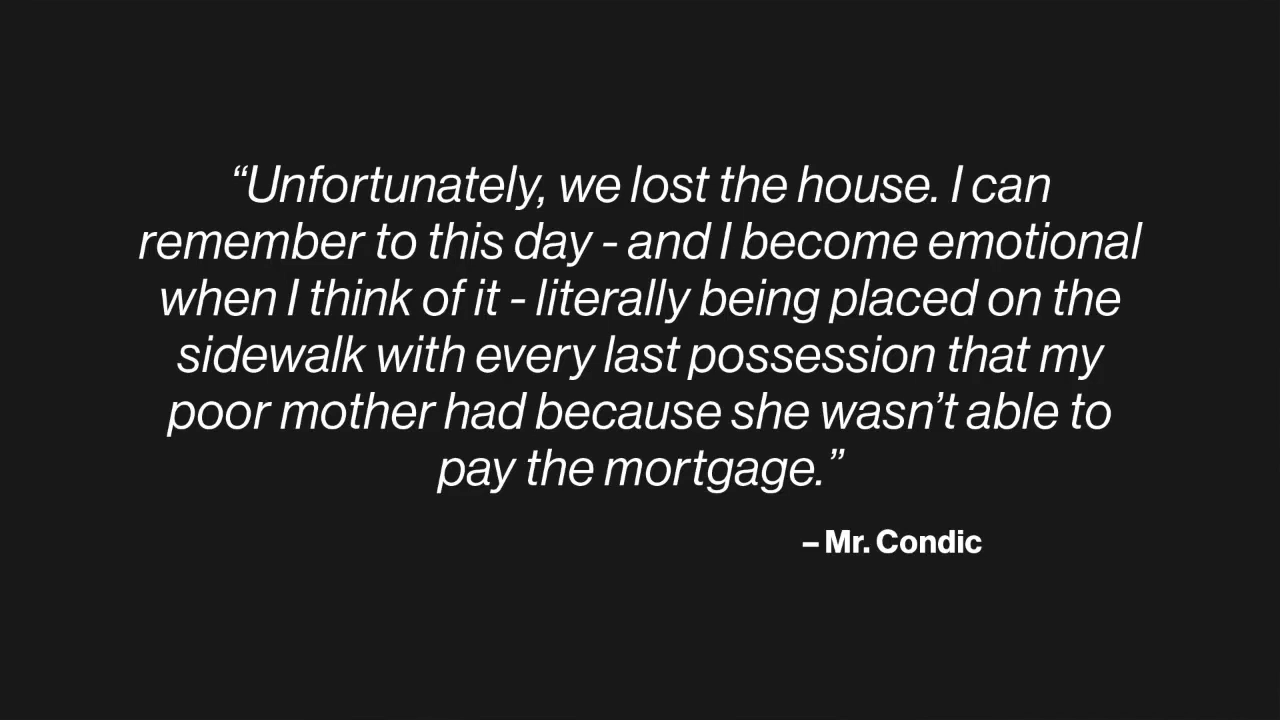 “Unfortunately, we lost the house. I can
remember to this day - and I become emotional
when I think of it - literally being placed on the
sidewalk with every last possession that my
poor mother had because she wasn’t able to
pay the mortgage.”
– Mr. Condic